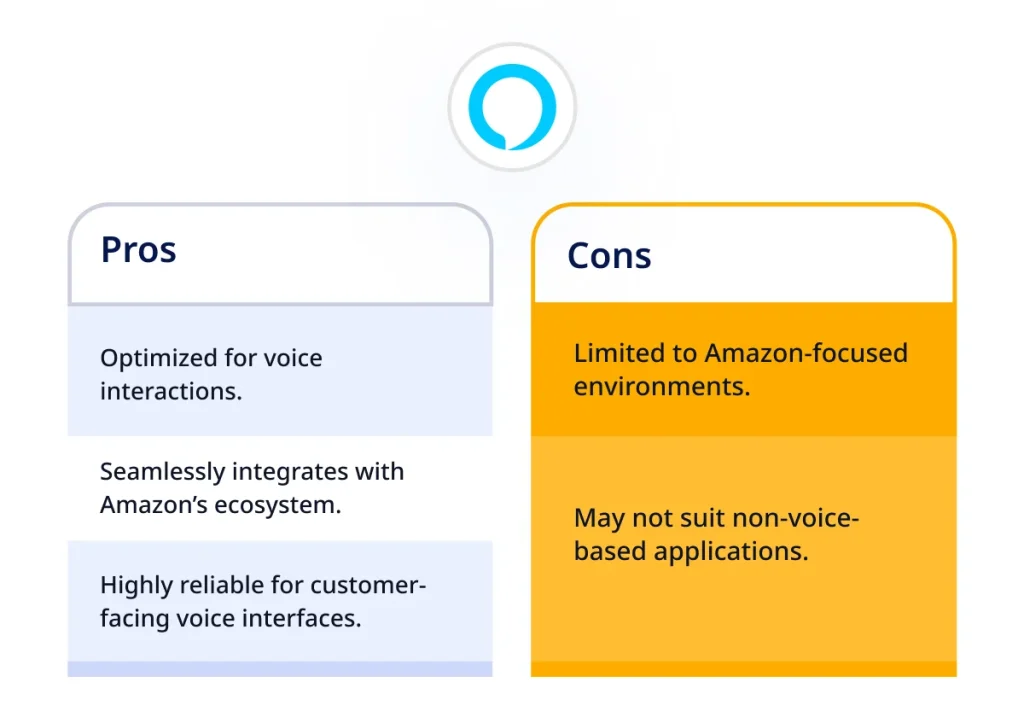 Pros
Optimized for voice
interactions.
Seamlessly integrates with
Amazon’s ecosystem.
Highly reliable for customer-
facing voice interfaces.
Cons
Limited to Amazon-focused
environments.
May not suit non-voice-
based applications.